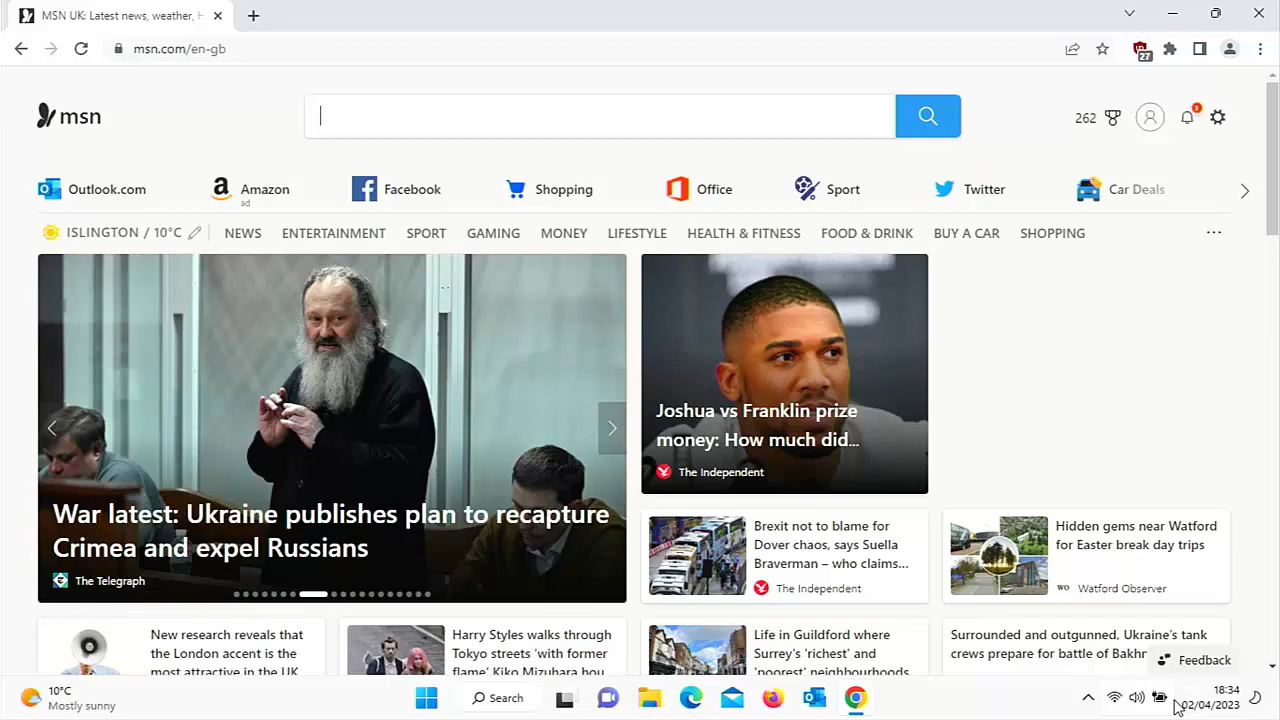 MSN UK: Latest news, weather, H
msn.com/en-gb
27
msn
262
Outlook.com
Amazon
ad
Facebook
Shopping
Office
Sport
Twitter
Car Deals
ISLINGTON / 10°C
NEWS
ENTERTAINMENT
SPORT
GAMING
MONEY
LIFESTYLE
HEALTH & FITNESS
FOOD & DRINK
BUY A CAR
SHOPPING
War latest: Ukraine publishes plan to recapture
Crimea and expel Russians
The Telegraph
Joshua vs Franklin prize
money: How much did...
The Independent
Brexit not to blame for
Dover chaos, says Suella
Braverman – who claims...
The Independent
Hidden gems near Watford
for Easter break day trips
WO Watford Observer
New research reveals that
the London accent is the
most attractive in the UK
Harry Styles walks through
Tokyo streets 'with former
flame' Kiko Mizuhara hou
Life in Guildford where
Surrey's 'richest' and
'poorest' neighbourhoods
Surrounded and outgunned, Ukraine's tank
crews prepare for battle of Bakhm
Feedback
10°C
Mostly sunny
Search
18:34
02/04/2023